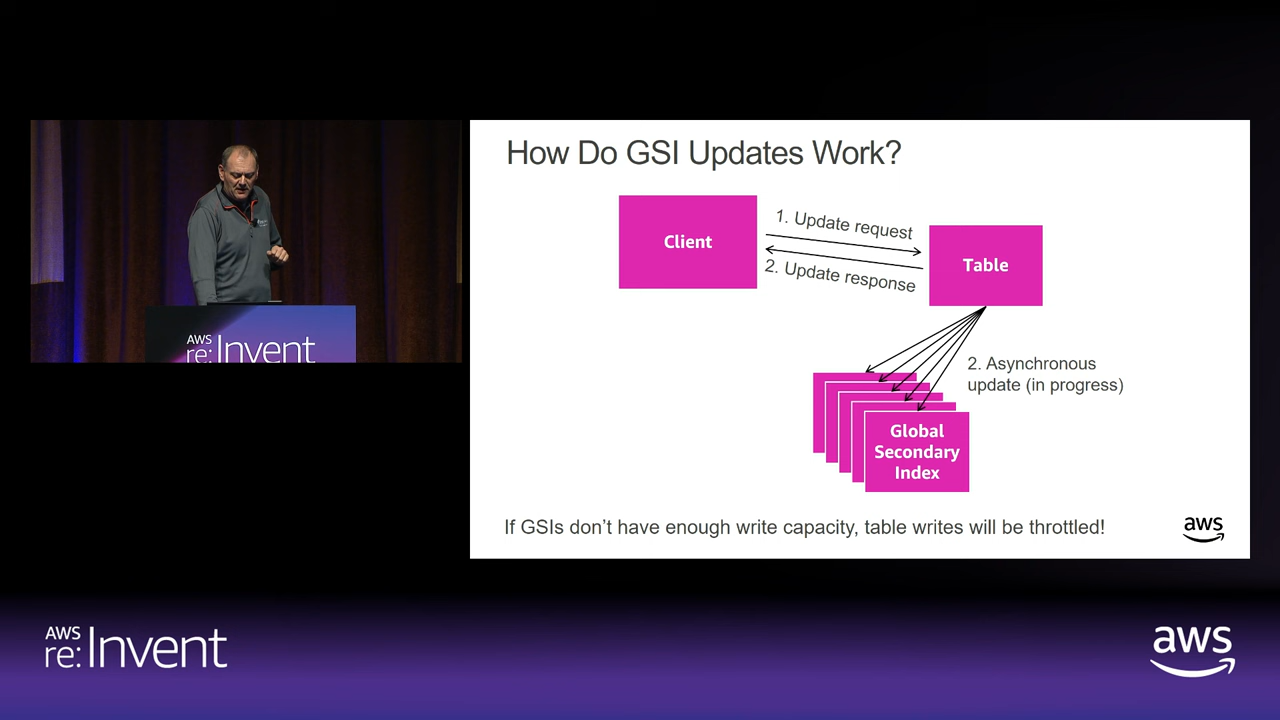 How Do GSI Updates Work?
Client
1. Update request
2. Update response
Table
2. Asynchronous
update (in progress)
Global
Secondary
Index
If GSIs don't have enough write capacity, table writes will be throttled!
aws
AWS
re:Invent
AWS
re:Invent
aws